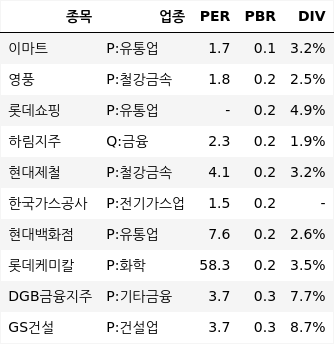 종목 업종 PER PBR DIV
이마트 P:유통업 1.7 0.1 3.2%
영풍 P:철강금속 1.8 0.2 2.5%
롯데쇼핑 P:유통업 - 0.2 4.9%
하림지주 Q:금융 2.3 0.2 1.9%
현대제철 P:철강금속 4.1 0.2 3.2%
한국가스공사 P:전기가스업 1.5 0.2 -
현대백화점 P:유통업 7.6 0.2 2.6%
롯데케미칼 P:화학 58.3 0.2 3.5%
DGB금융지주 P:기타금융 3.7 0.3 7.7%
GS건설 P:건설업 3.7 0.3 8.7%